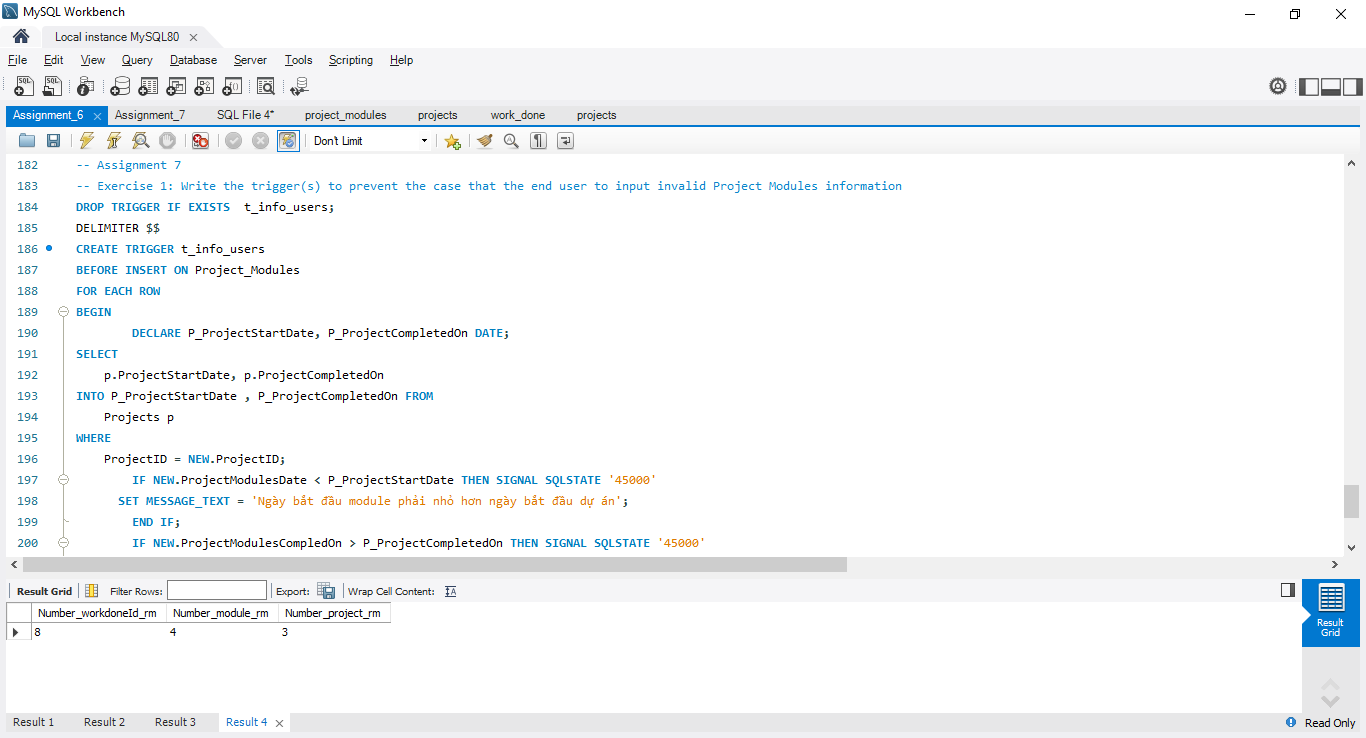 MySQL Workbench
Local instance MySQL80
File Edit View Query Database Server Tools Scripting Help
Assignment_6 Assignment_7 SQL File 4* project_modules projects work_done projects
Don't Limit
182 -- Assignment 7
183 -- Exercise 1: Write the trigger(s) to prevent the case that the end user to input invalid Project Modules information
184 DROP TRIGGER IF EXISTS  t_info_users;
185 DELIMITER $$
186 CREATE TRIGGER t_info_users
187 BEFORE INSERT ON Project_Modules
188 FOR EACH ROW
189 BEGIN
190 DECLARE P_ProjectStartDate, P_ProjectCompletedOn DATE;
191 SELECT
192 p.ProjectStartDate, p.ProjectCompletedOn
193 INTO P_ProjectStartDate , P_ProjectCompletedOn FROM
194 Projects p
195 WHERE
196 ProjectID = NEW.ProjectID;
197 IF NEW.ProjectModulesDate < P_ProjectStartDate THEN SIGNAL SQLSTATE '45000'
198 SET MESSAGE_TEXT = 'Ngày bắt đầu module phải nhỏ hơn ngày bắt đầu dự án';
199 END IF;
200 IF NEW.ProjectModulesCompledOn > P_ProjectCompletedOn THEN SIGNAL SQLSTATE '45000'
Result Grid Filter Rows: Export: Wrap Cell Content:
Number_workdoneId_rm Number_module_rm Number_project_rm
8 4 3
Result
Grid
Result 1 Result 2 Result 3 Result 4
Read Only